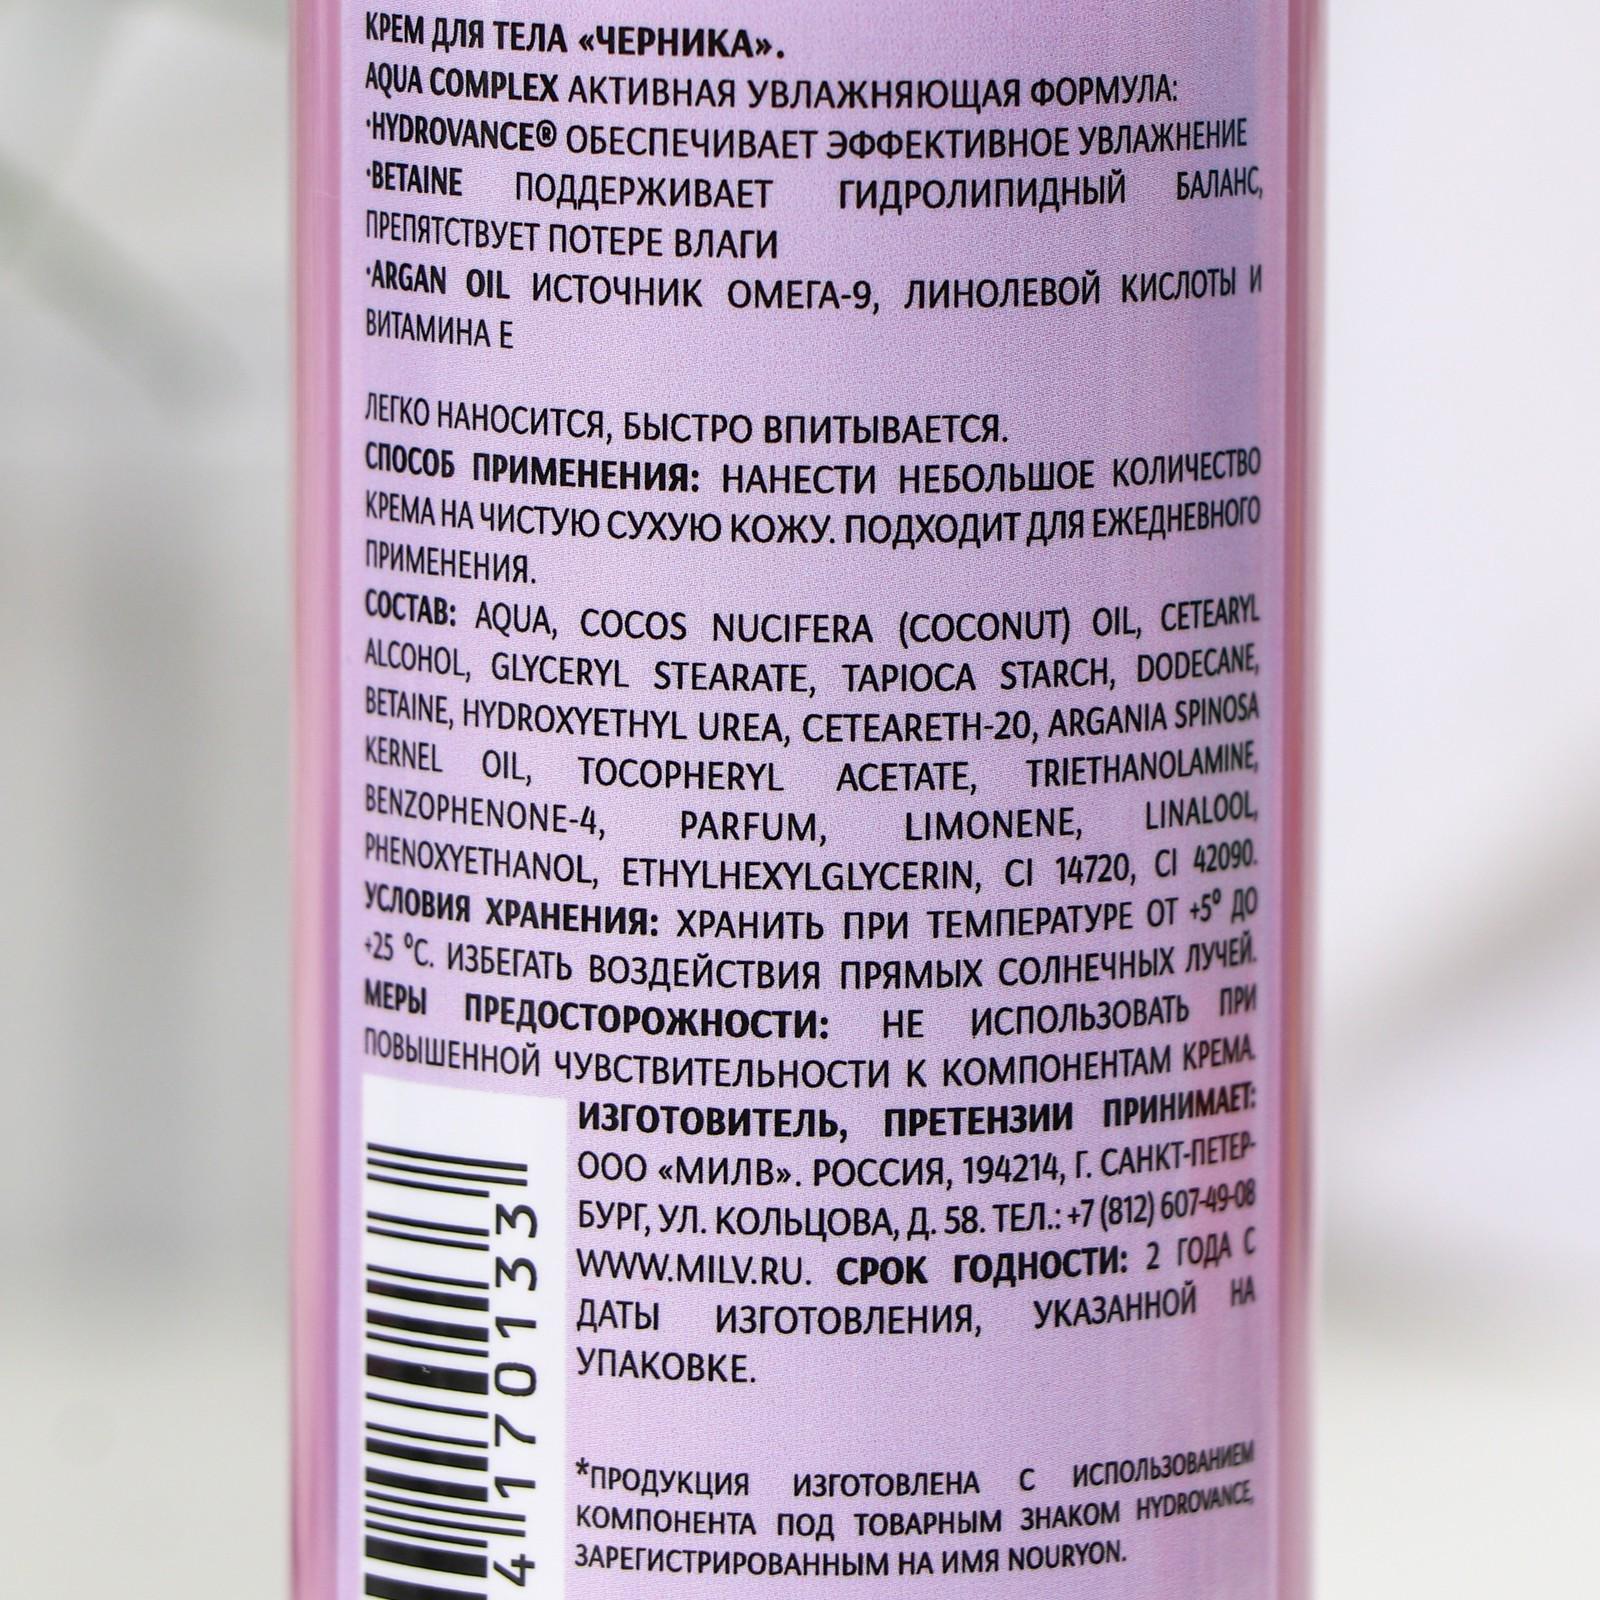 КРЕМ ДЛЯ ТЕЛА «ЧЕРНИКА».
AQUA COMPLEX АКТИВНАЯ УВЛАЖНЯЮЩАЯ ФОРМУЛА:
·HYDROVANCE® ОБЕСПЕЧИВАЕТ ЭФФЕКТИВНОЕ УВЛАЖНЕНИЕ
·BETAINE ПОДДЕРЖИВАЕТ ГИДРОЛИПИДНЫЙ БАЛАНС,
ПРЕПЯТСТВУЕТ ПОТЕРЕ ВЛАГИ
·ARGAN OIL ИСТОЧНИК ОМЕГА-9, ЛИНОЛЕВОЙ КИСЛОТЫ И
ВИТАМИНА Е
ЛЕГКО НАНОСИТСЯ, БЫСТРО ВПИТЫВАЕТСЯ.
СПОСОБ ПРИМЕНЕНИЯ: НАНЕСТИ НЕБОЛЬШОЕ КОЛИЧЕСТВО
КРЕМА НА ЧИСТУЮ СУХУЮ КОЖУ. ПОДХОДИТ ДЛЯ ЕЖЕДНЕВНОГО
ПРИМЕНЕНИЯ.
СОСТАВ: AQUA, COCOS NUCIFERA (COCONUT) OIL, CETEARYL
ALCOHOL, GLYCERYL STEARATE, TAPIOCA STARCH, DODECANE,
BETAINE, HYDROXYETHYL UREA, CETEARETH-20, ARGANIA SPINOSA
KERNEL OIL, TOCOPHERYL ACETATE, TRIETHANOLAMINE,
BENZOPHENONE-4, PARFUM, LIMONENE, LINALOOL,
PHENOXYETHANOL, ETHYLHEXYLGLYCERIN, CI 14720, CI 42090.
УСЛОВИЯ ХРАНЕНИЯ: ХРАНИТЬ ПРИ ТЕМПЕРАТУРЕ ОТ +5° ДО
+25 °С. ИЗБЕГАТЬ ВОЗДЕЙСТВИЯ ПРЯМЫХ СОЛНЕЧНЫХ ЛУЧЕЙ.
МЕРЫ ПРЕДОСТОРОЖНОСТИ: НЕ ИСПОЛЬЗОВАТЬ ПРИ
ПОВЫШЕННОЙ ЧУВСТВИТЕЛЬНОСТИ К КОМПОНЕНТАМ КРЕМА.
ИЗГОТОВИТЕЛЬ, ПРЕТЕНЗИИ ПРИНИМАЕТ:
ООО «МИЛВ». РОССИЯ, 194214, Г. САНКТ-ПЕТЕР-
БУРГ, УЛ. КОЛЬЦОВА, Д. 58. ТЕЛ.: +7 (812) 607-49-08
WWW.MILV.RU. СРОК ГОДНОСТИ: 2 ГОДА С
ДАТЫ ИЗГОТОВЛЕНИЯ, УКАЗАННОЙ НА
УПАКОВКЕ.
*ПРОДУКЦИЯ ИЗГОТОВЛЕНА С ИСПОЛЬЗОВАНИЕМ
КОМПОНЕНТА ПОД ТОВАРНЫМ ЗНАКОМ HYDROVANCE,
ЗАРЕГИСТРИРОВАННЫМ НА ИМЯ NOURYON.
4170133